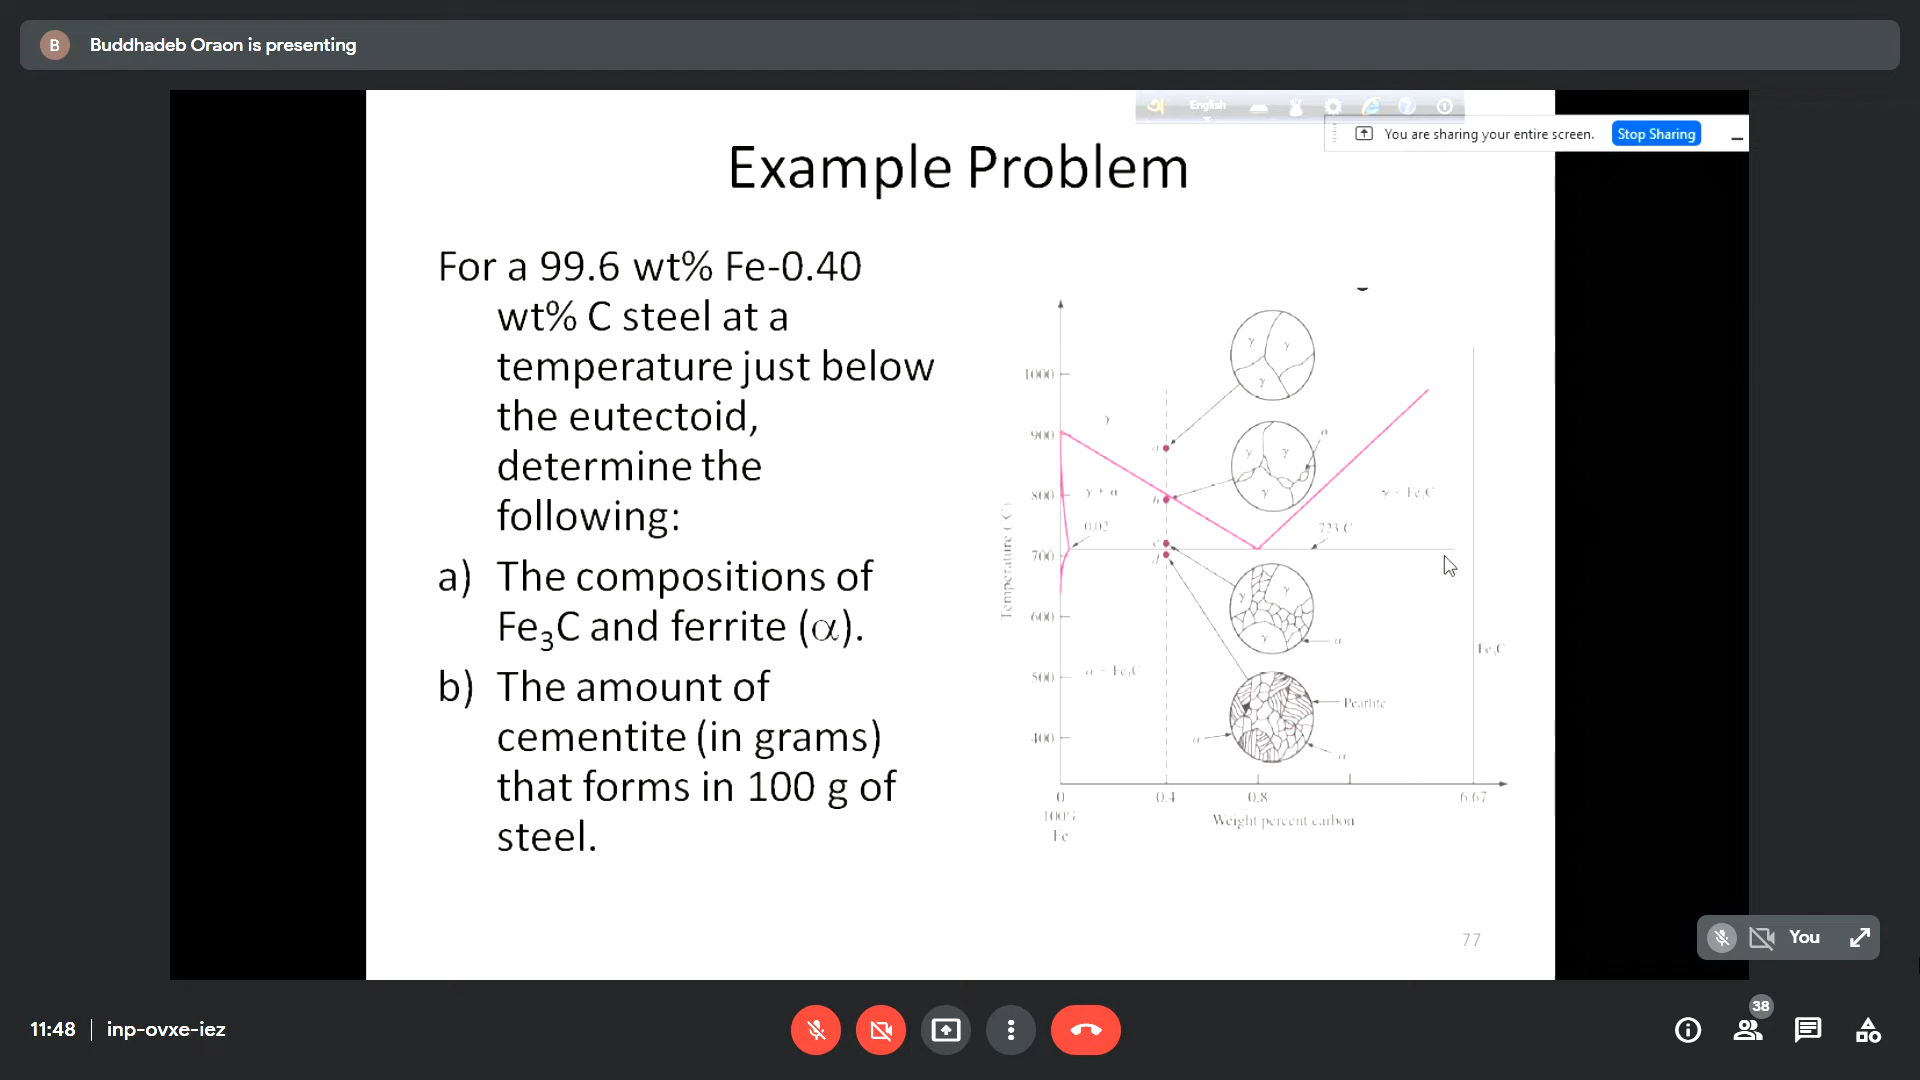 B Buddhadeb Oraon is presenting
English
You are sharing your entire screen. Stop Sharing
Example Problem
For a 99.6 wt% Fe-0.40
wt% C steel at a
temperature just below
the eutectoid,
determine the
following:
a) The compositions of
Fe₃C and ferrite (α).
b) The amount of
cementite (in grams)
that forms in 100 g of
steel.
1000
γ
γ
γ
γ
900
a
α
γ
γ
γ
800
γ + α
b
γ + Fe₃C
0.02
723 C
Temperature (°C)
700
c
d
600
γ
γ
γ
α
Fe₃C
500
α + Fe₃C
Pearlite
400
α
α
0
0.4
0.8
6.67
100%
Fe
Weight percent carbon
77
You
11:48 | inp-ovxe-iez
38